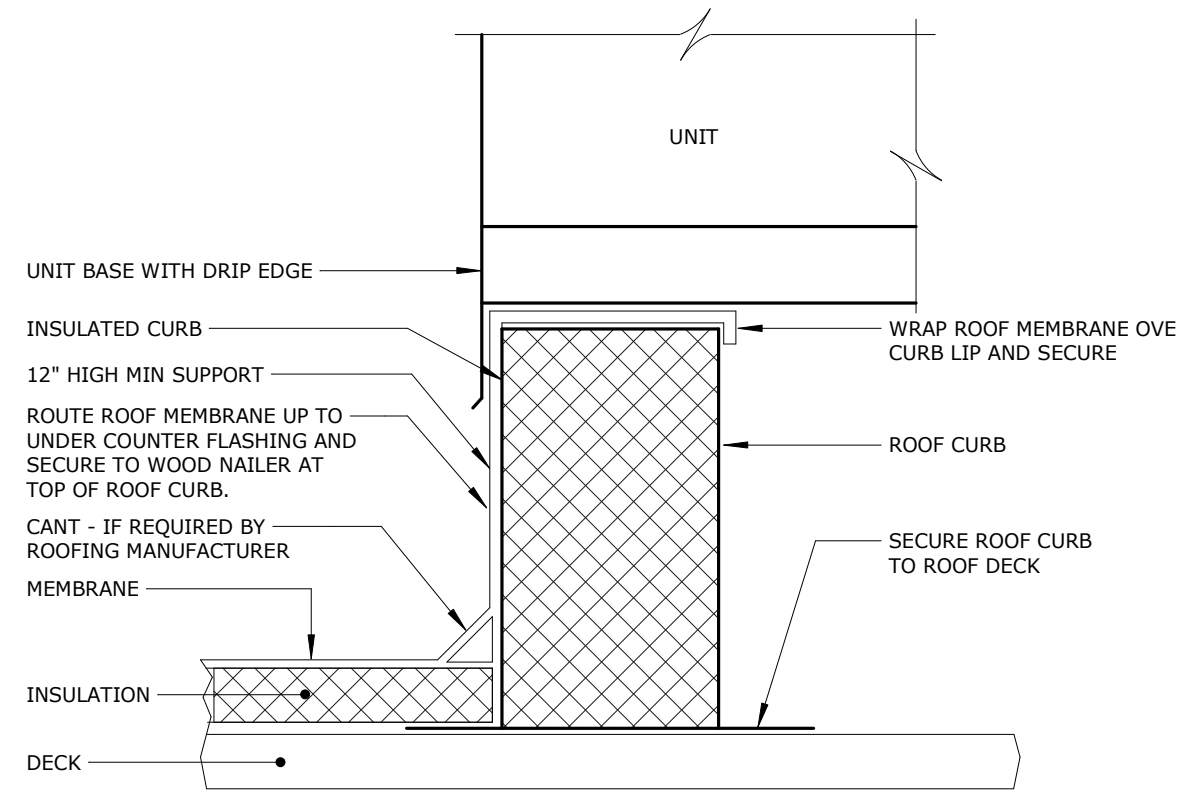 UNIT
UNIT BASE WITH DRIP EDGE
INSULATED CURB
12" HIGH MIN SUPPORT
ROUTE ROOF MEMBRANE UP TO
UNDER COUNTER FLASHING AND
SECURE TO WOOD NAILER AT
TOP OF ROOF CURB.
CANT - IF REQUIRED BY
ROOFING MANUFACTURER
MEMBRANE
INSULATION
DECK
WRAP ROOF MEMBRANE OVE
CURB LIP AND SECURE
ROOF CURB
SECURE ROOF CURB
TO ROOF DECK